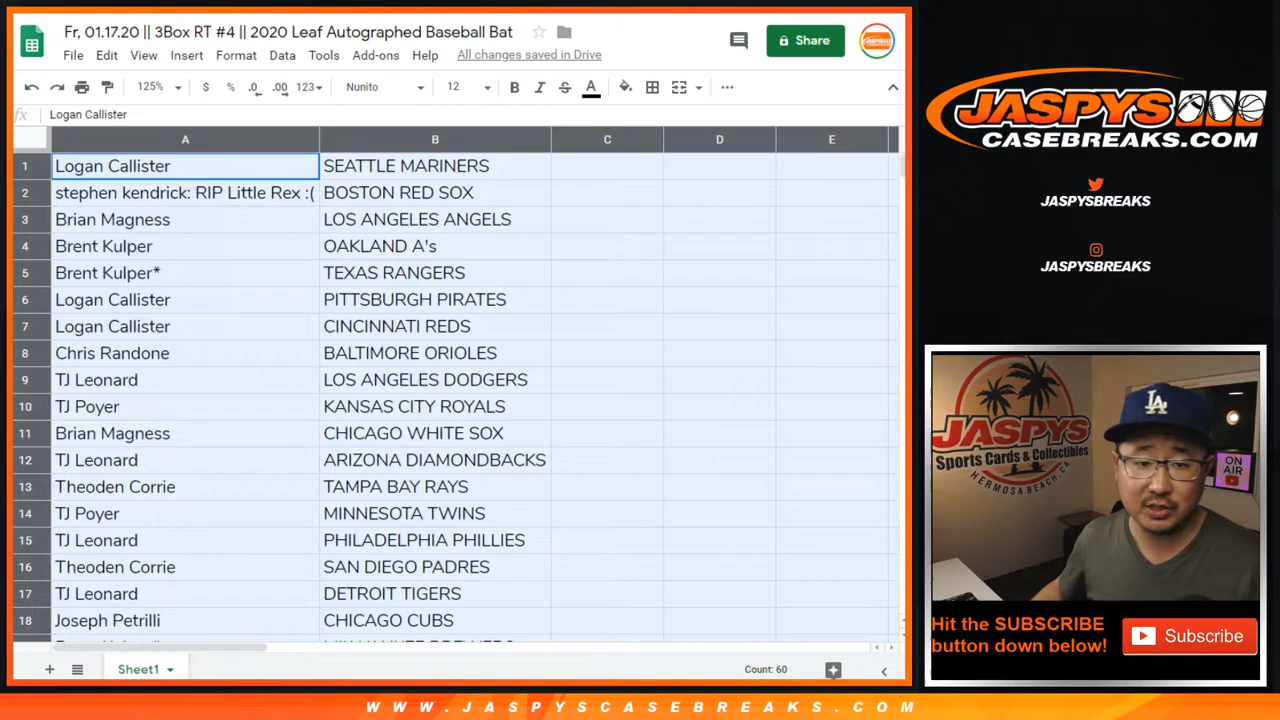 Fr, 01.17.20 || 3Box RT #4 || 2020 Leaf Autographed Baseball Bat
File Edit View Insert Format Data Tools Add-ons Help All changes saved in Drive
Share
125% $ % .0 .00 123 Nunito 12 B I S A
fx Logan Callister
A B C D E
1 Logan Callister SEATTLE MARINERS
2 stephen kendrick: RIP Little Rex :( BOSTON RED SOX
3 Brian Magness LOS ANGELES ANGELS
4 Brent Kulper OAKLAND A's
5 Brent Kulper* TEXAS RANGERS
6 Logan Callister PITTSBURGH PIRATES
7 Logan Callister CINCINNATI REDS
8 Chris Randone BALTIMORE ORIOLES
9 TJ Leonard LOS ANGELES DODGERS
10 TJ Poyer KANSAS CITY ROYALS
11 Brian Magness CHICAGO WHITE SOX
12 TJ Leonard ARIZONA DIAMONDBACKS
13 Theoden Corrie TAMPA BAY RAYS
14 TJ Poyer MINNESOTA TWINS
15 TJ Leonard PHILADELPHIA PHILLIES
16 Theoden Corrie SAN DIEGO PADRES
17 TJ Leonard DETROIT TIGERS
18 Joseph Petrilli CHICAGO CUBS
Sheet1
Count: 60
JASPYS
CASEBREAKS.COM
JASPYSBREAKS
JASPYSBREAKS
JASPYS
Sports Cards & Collectibles
HERMOSA BEACH, CA
LA
ON AIR
Hit the SUBSCRIBE
button down below!
Subscribe
WWW.JASPYSCASEBREAKS.COM